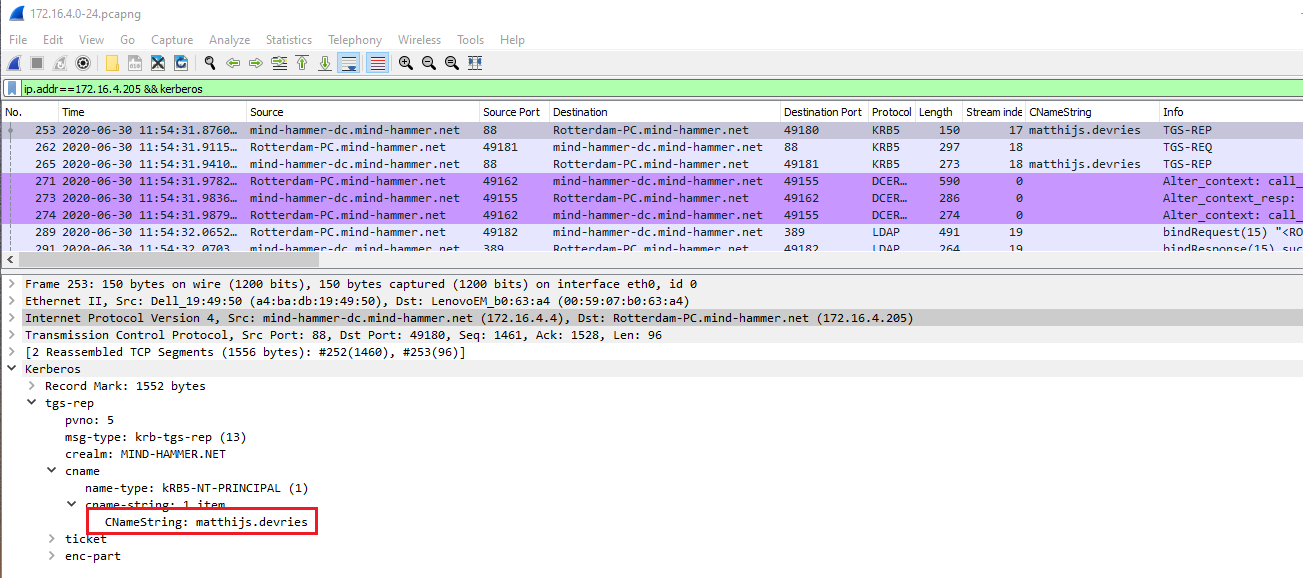 172.16.4.0-24.pcapng
File Edit View Go Capture Analyze Statistics Telephony Wireless Tools Help
ip.addr==172.16.4.205 && kerberos
No. Time Source Source Port Destination Destination Port Protocol Length Stream inde CNameString Info
253 2020-06-30 11:54:31.8760… mind-hammer-dc.mind-hammer.net 88 Rotterdam-PC.mind-hammer.net 49180 KRB5 150 17 matthijs.devries TGS-REP
262 2020-06-30 11:54:31.9115… Rotterdam-PC.mind-hammer.net 49181 mind-hammer-dc.mind-hammer.net 88 KRB5 297 18 TGS-REQ
265 2020-06-30 11:54:31.9410… mind-hammer-dc.mind-hammer.net 88 Rotterdam-PC.mind-hammer.net 49181 KRB5 273 18 matthijs.devries TGS-REP
271 2020-06-30 11:54:31.9782… Rotterdam-PC.mind-hammer.net 49162 mind-hammer-dc.mind-hammer.net 49155 DCER… 590 0 Alter_context: call_
273 2020-06-30 11:54:31.9836… mind-hammer-dc.mind-hammer.net 49155 Rotterdam-PC.mind-hammer.net 49162 DCER… 286 0 Alter_context_resp:
274 2020-06-30 11:54:31.9879… Rotterdam-PC.mind-hammer.net 49162 mind-hammer-dc.mind-hammer.net 49155 DCER… 274 0 Alter_context: call_
289 2020-06-30 11:54:32.0652… Rotterdam-PC.mind-hammer.net 49182 mind-hammer-dc.mind-hammer.net 389 LDAP 491 19 bindRequest(15) "<RO
291 2020-06-30 11:54:32.0703… mind-hammer-dc.mind-hammer.net 389 Rotterdam-PC.mind-hammer.net 49182 LDAP 264 19 bindResponse(15) suc
Frame 253: 150 bytes on wire (1200 bits), 150 bytes captured (1200 bits) on interface eth0, id 0
Ethernet II, Src: Dell_19:49:50 (a4:ba:db:19:49:50), Dst: LenovoEM_b0:63:a4 (00:59:07:b0:63:a4)
Internet Protocol Version 4, Src: mind-hammer-dc.mind-hammer.net (172.16.4.4), Dst: Rotterdam-PC.mind-hammer.net (172.16.4.205)
Transmission Control Protocol, Src Port: 88, Dst Port: 49180, Seq: 1461, Ack: 1528, Len: 96
[2 Reassembled TCP Segments (1556 bytes): #252(1460), #253(96)]
Kerberos
Record Mark: 1552 bytes
tgs-rep
pvno: 5
msg-type: krb-tgs-rep (13)
crealm: MIND-HAMMER.NET
cname
name-type: kRB5-NT-PRINCIPAL (1)
cname-string: 1 item
CNameString: matthijs.devries
ticket
enc-part